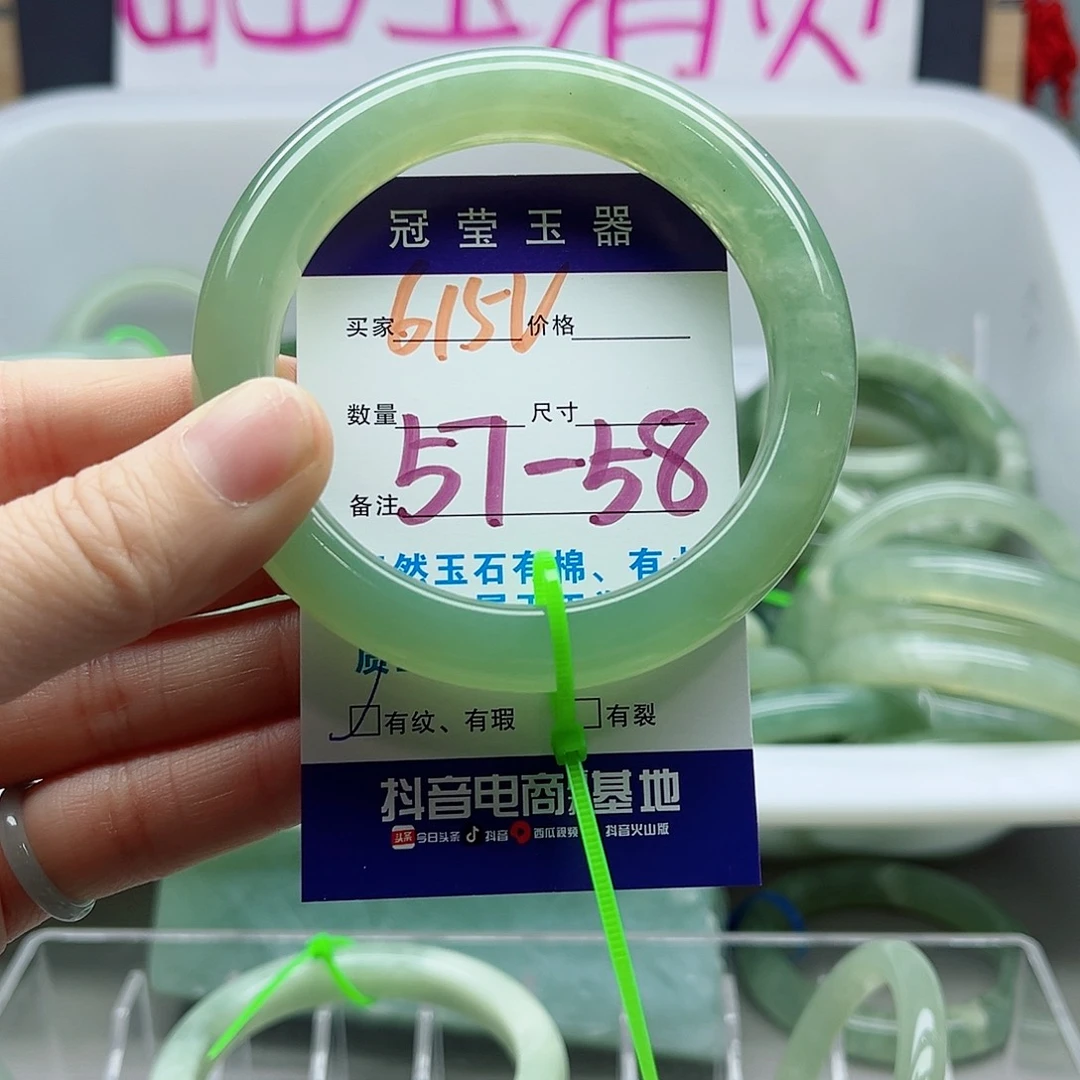 冠莹玉器
615V
买家 价格
数量 尺寸
57-58
备注
然玉石有棉、有
有纹、有瑕 有裂
抖音电商 基地
头条 今日头条 抖音 西瓜视频 抖音火山版